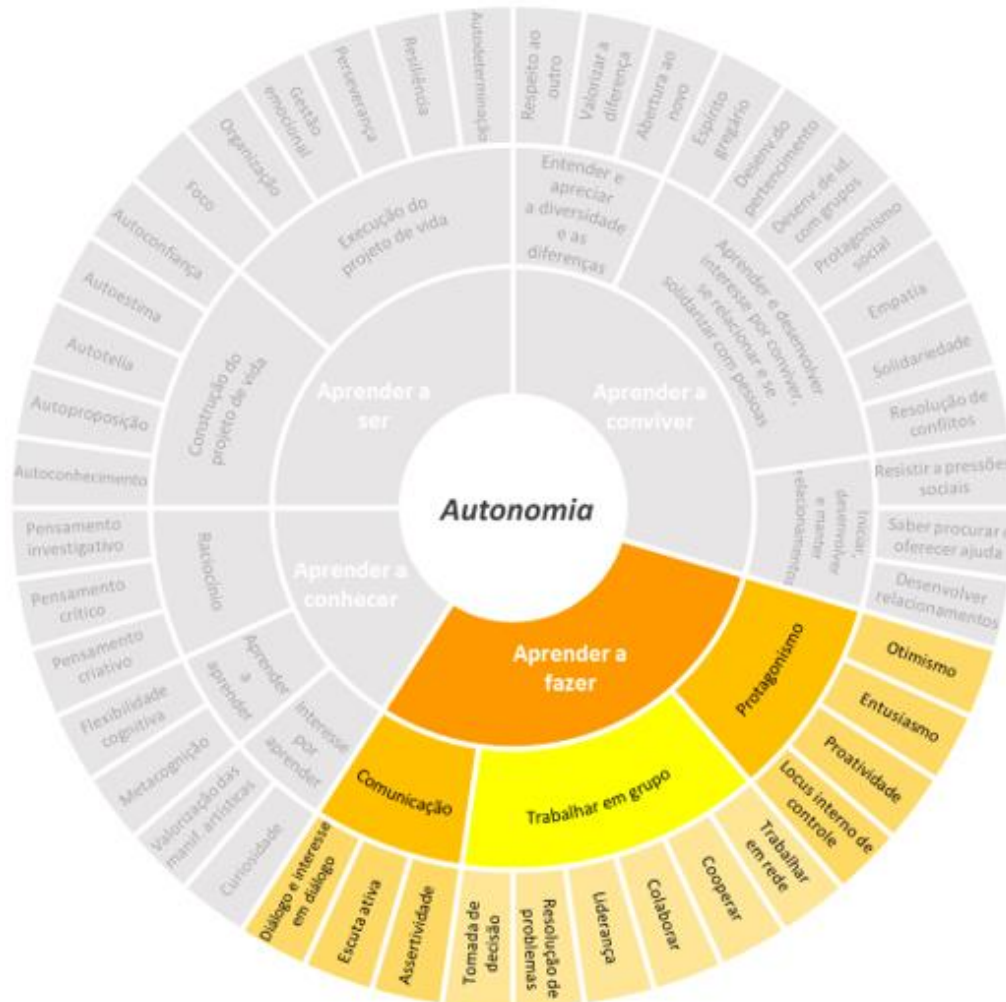 Autonomia
Aprender a
ser
Aprender a
conviver
Aprender a
fazer
Aprender a
conhecer
Execução do
projeto de vida
Construção do
projeto de vida
Entender e
apreciar
a diversidade
e as
diferenças
Aprender e desenvolver
interesse por conviver,
se relacionar e se
solidarizar com pessoas
Iniciar,
desenvolver
e manter
relacionamentos
Protagonismo
Trabalhar em grupo
Comunicação
Interesse
por
aprender
Aprender
a
aprender
Raciocínio
Respeito ao
outro
Valorizar a
diferença
Abertura ao
novo
Espírito
gregário
Desenv.do
pertencimento
Desenv. de id.
com grupos
Protagonismo
social
Empatia
Solidariedade
Resolução de
conflitos
Resistir a pressões
sociais
Saber procurar e
oferecer ajuda
Desenvolver
relacionamentos
Otimismo
Entusiasmo
Proatividade
Locus interno de
controle
Trabalhar
em rede
Cooperar
Colaborar
Liderança
Resolução de
problemas
Tomada de
decisão
Assertividade
Escuta ativa
Diálogo e interesse
em diálogo
Curiosidade
Valorização das
manif. artísticas
Metacognição
Flexibilidade
cognitiva
Pensamento
criativo
Pensamento
crítico
Pensamento
investigativo
Autoconhecimento
Autoproposição
Autotelia
Autoestima
Autoconfiança
Foco
Organização
Gestão
emocional
Perseverança
Resiliência
Autodeterminação